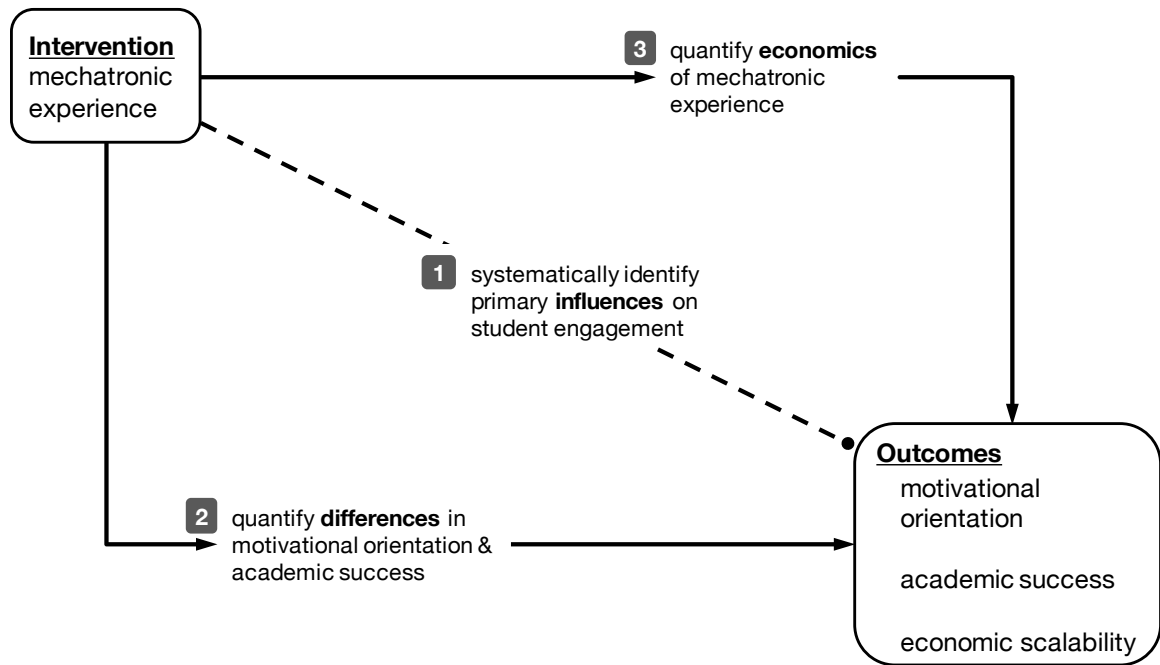 Intervention
mechatronic
experience
3
quantify economics
of mechatronic
experience
1
systematically identify
primary influences on
student engagement
2
quantify differences in
motivational orientation &
academic success
Outcomes
motivational
orientation
academic success
economic scalability